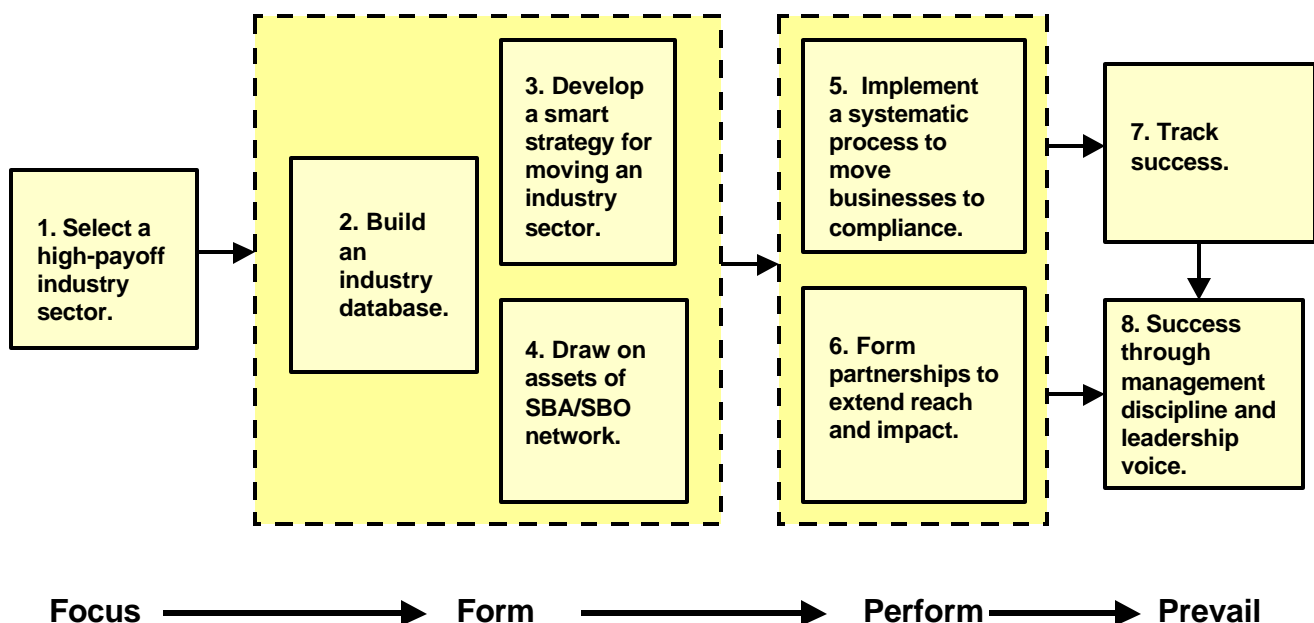 1. Select a
high-payoff
industry
sector.
2. Build
an
industry
database.
3. Develop
a smart
strategy for
moving an
industry
sector.
4. Draw on
assets of
SBA/SBO
network.
5. Implement
a systematic
process to
move
businesses to
compliance.
6. Form
partnerships to
extend reach
and impact.
7. Track
success.
8. Success
through
management
discipline and
leadership
voice.
Focus Form Perform Prevail